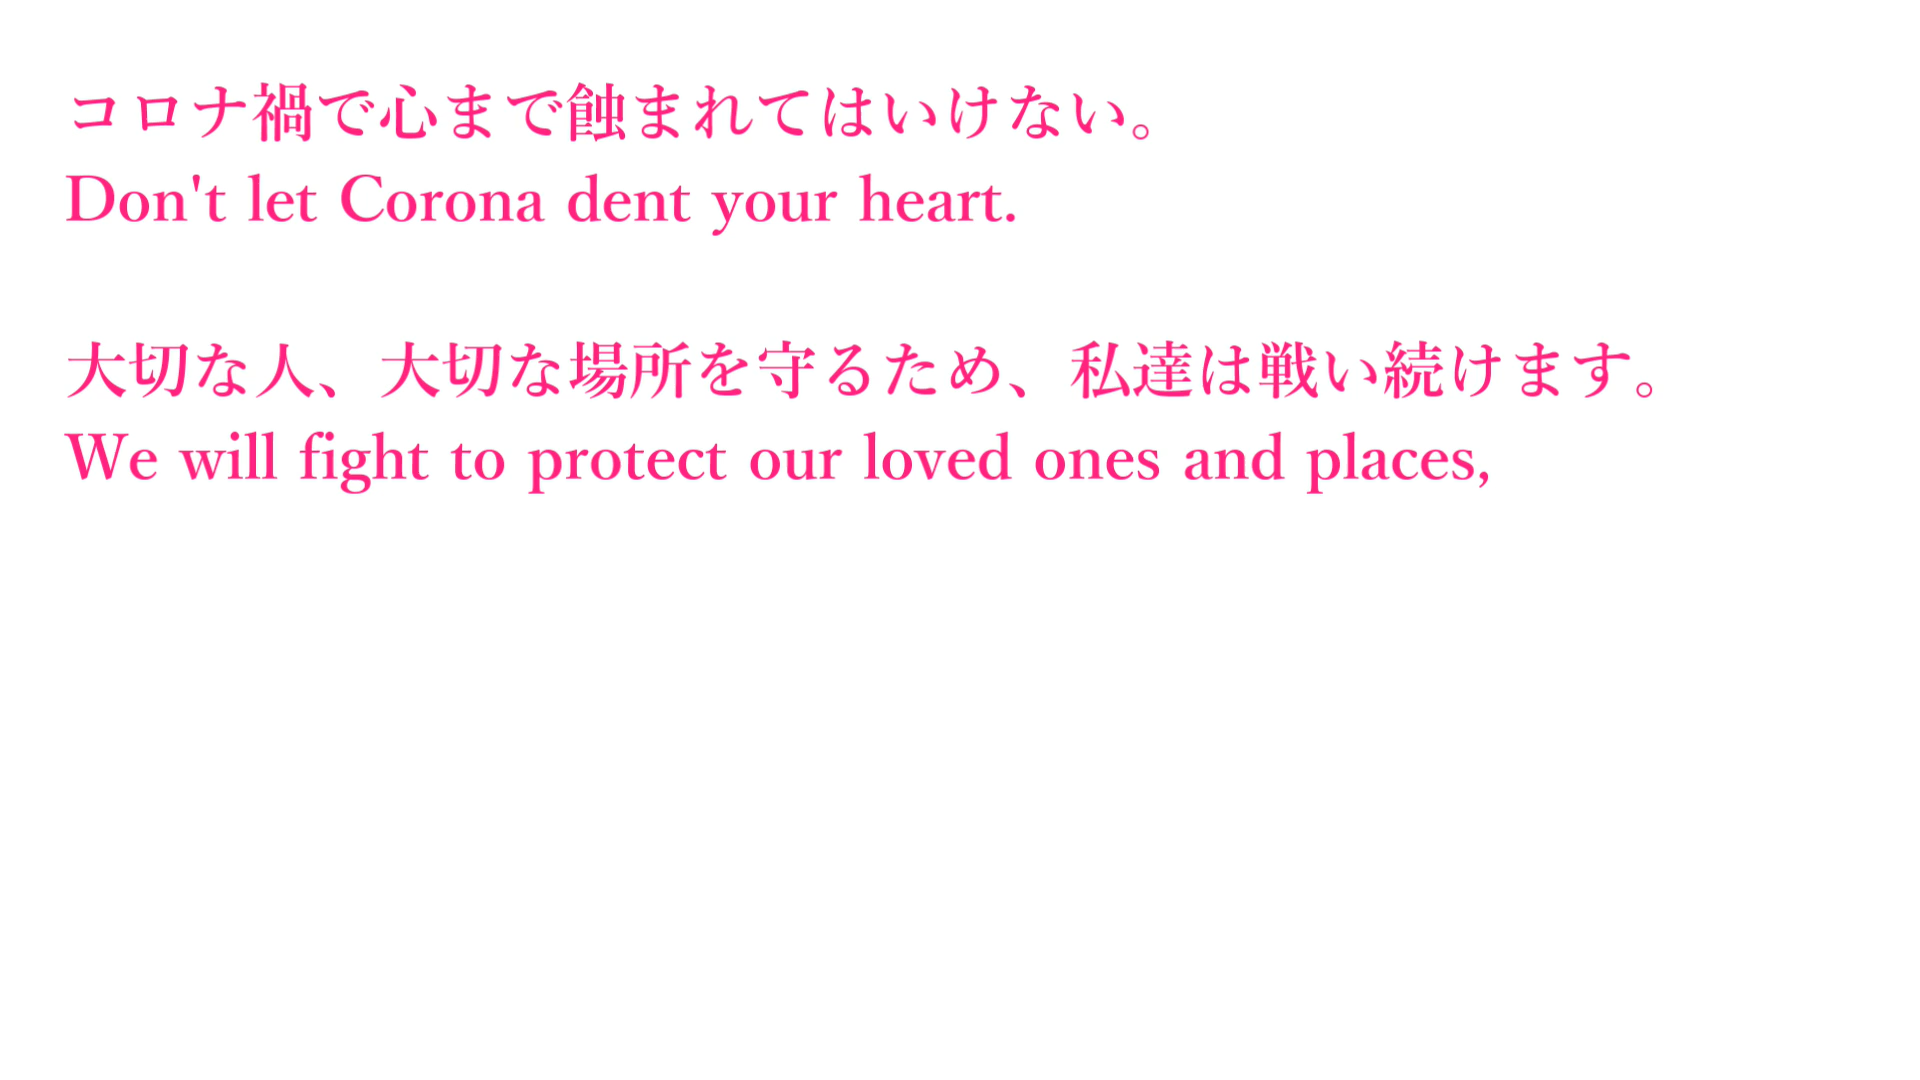 コロナ禍で心まで蝕まれてはいけない。
Don't let Corona dent your heart.
大切な人、大切な場所を守るため、私達は戦い続けます。
We will fight to protect our loved ones and places,